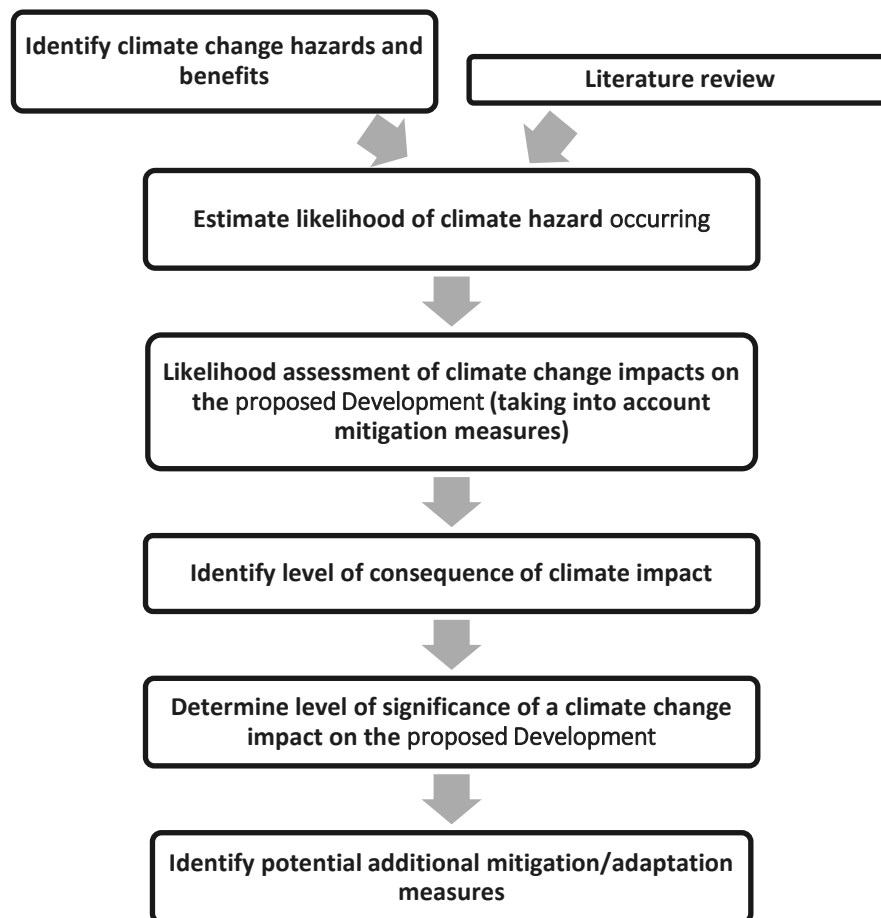 Identify climate change hazards and
benefits
Literature review
Estimate likelihood of climate hazard occurring
Likelihood assessment of climate change impacts on
the proposed Development (taking into account
mitigation measures)
Identify level of consequence of climate impact
Determine level of significance of a climate change
impact on the proposed Development
Identify potential additional mitigation/adaptation
measures